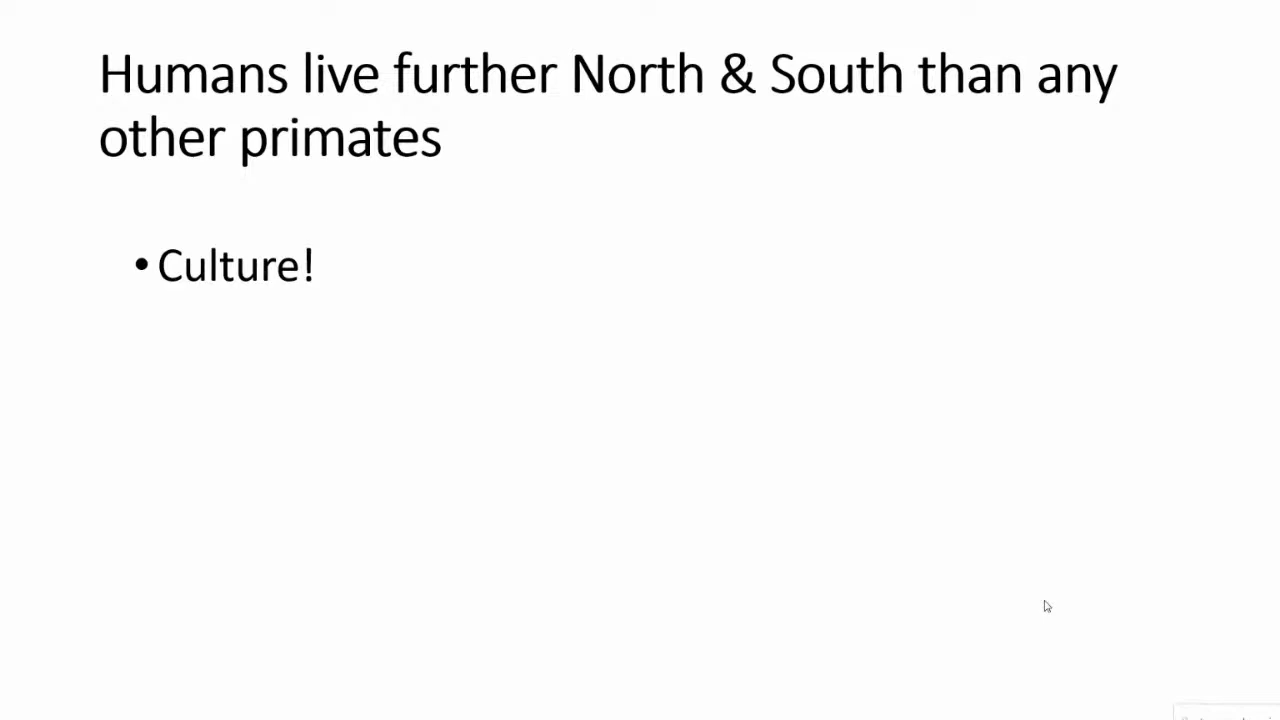 Humans live further North & South than any
other primates
• Culture!